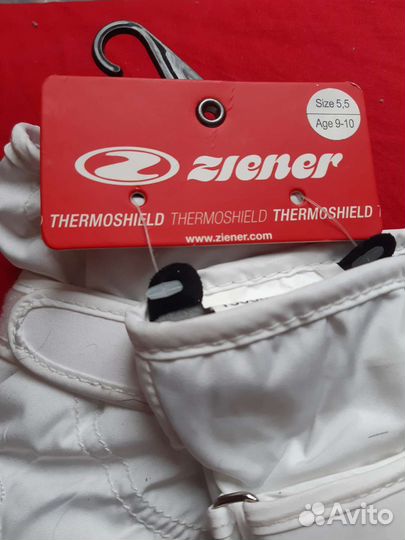 Size 5,5
Age 9-10
ziener
THERMOSHIELD THERMOSHIELD THERMOSHIELD
www.ziener.com
Avito